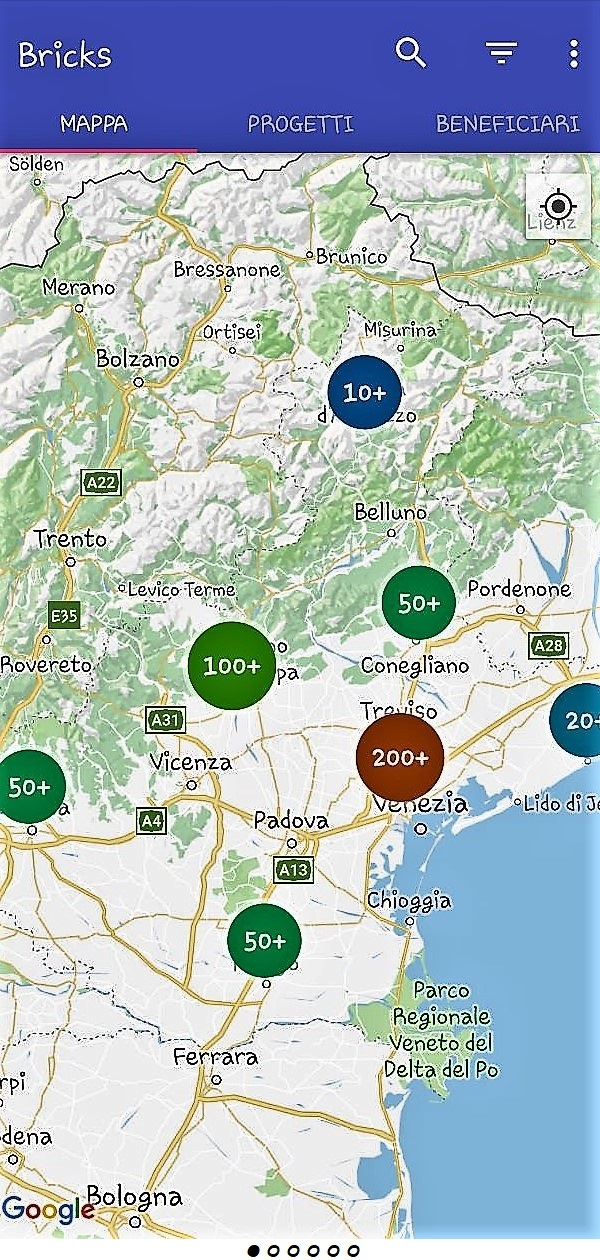 Bricks
MAPPA PROGETTI BENEFICIARI
Sölden
Lienz
Brunico
Bressanone
Merano
Ortisei
Misurina
Bolzano
10+
A22
Belluno
Trento
Levico Terme
Pordenone
50+
E35
A28
100+
Rovereto
Conegliano
pa
A31
Treviso
20+
Vicenza
200+
50+
a
Venezia
Lido di Je
A4
Padova
A13
Chioggia
50+
Parco
Regionale
Veneto del
Delta del Po
Ferrara
rpi
dena
Bologna
Google